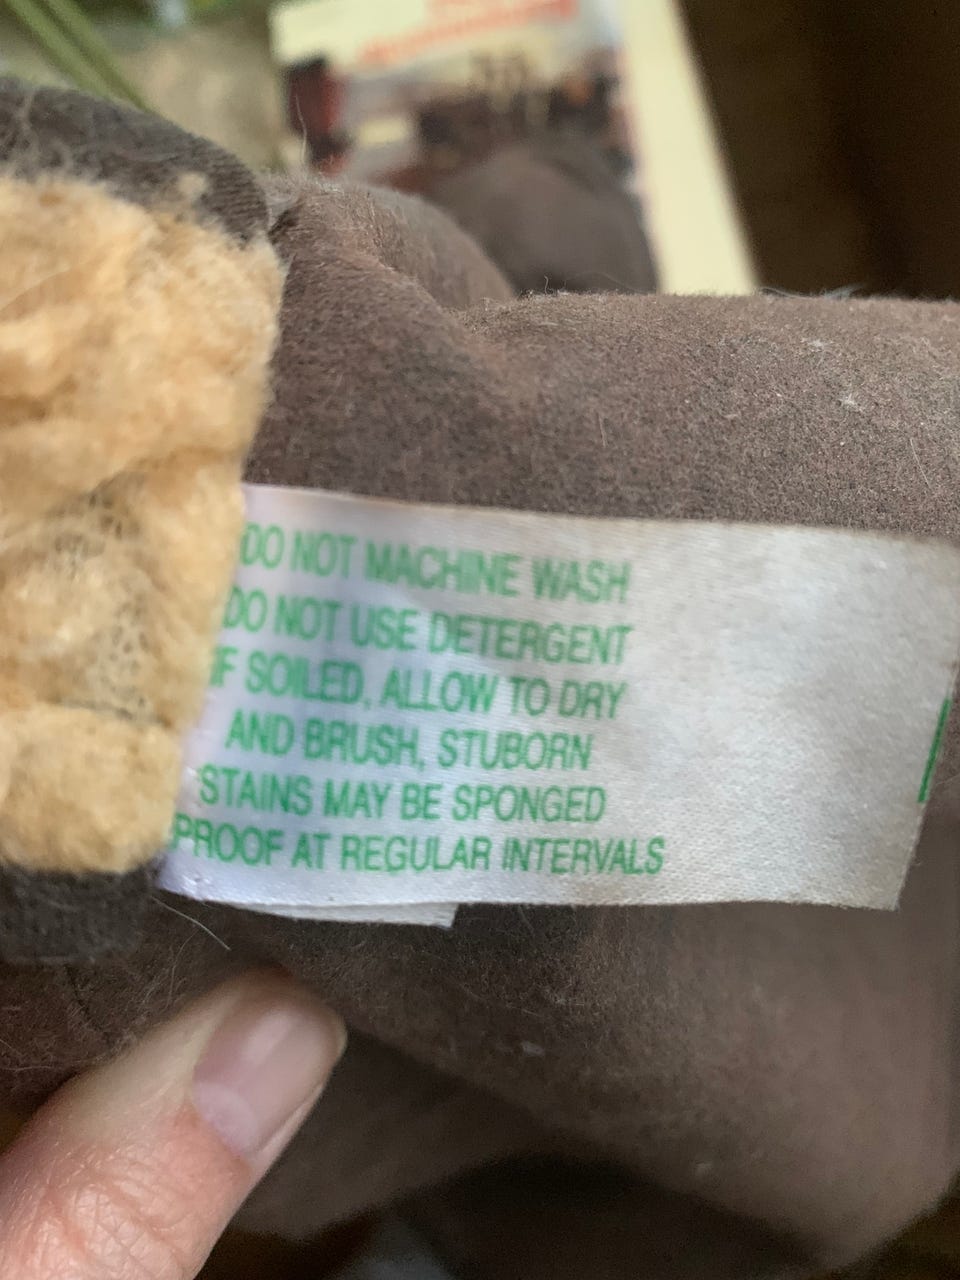 DO NOT MACHINE WASH
DO NOT USE DETERGENT
IF SOILED, ALLOW TO DRY
AND BRUSH, STUBORN
STAINS MAY BE SPONGED
PROOF AT REGULAR INTERVALS